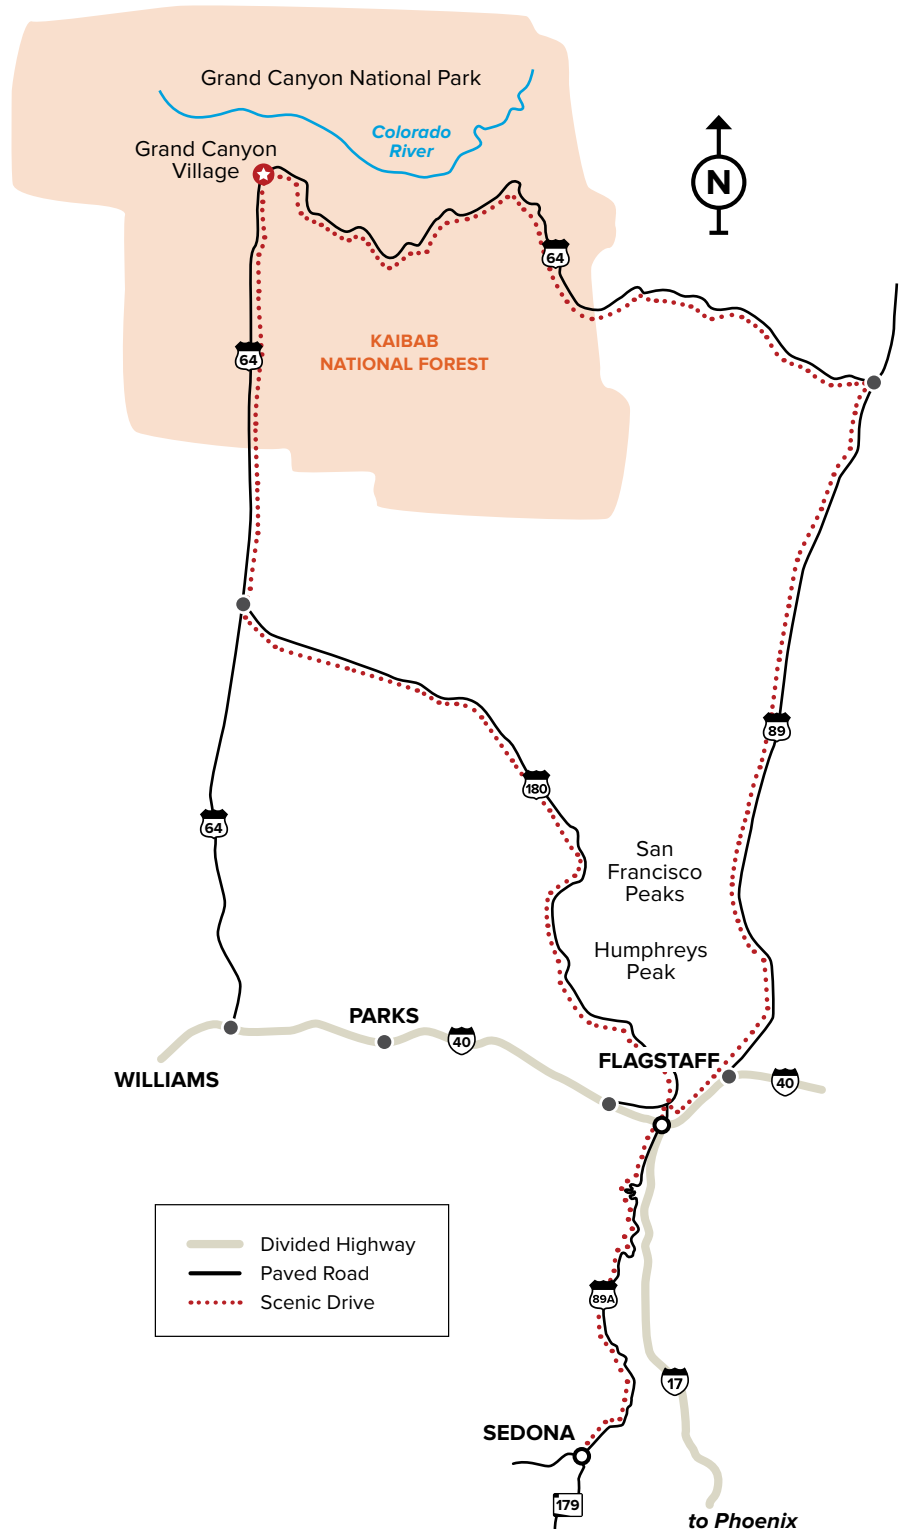 Grand Canyon National Park
Colorado
River
Grand Canyon
Village
N
64
64
KAIBAB
NATIONAL FOREST
89
180
64
San
Francisco
Peaks
Humphreys
Peak
PARKS
40
FLAGSTAFF
WILLIAMS
40
Divided Highway
Paved Road
Scenic Drive
89A
17
SEDONA
179
to Phoenix